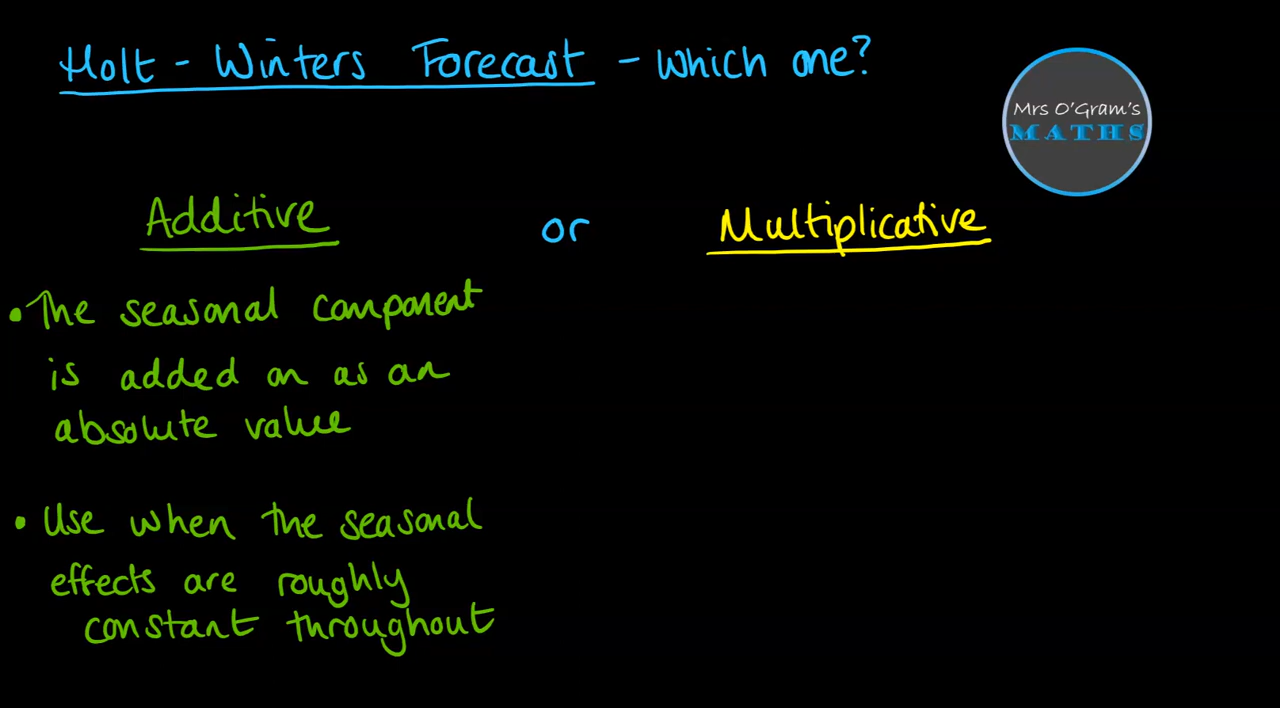 Holt - Winters Forecast - which one?
Mrs O'Gram's
MATHS
Additive or Multiplicative
• The seasonal component
is added on as an
absolute value
• Use when the seasonal
effects are roughly
constant throughout